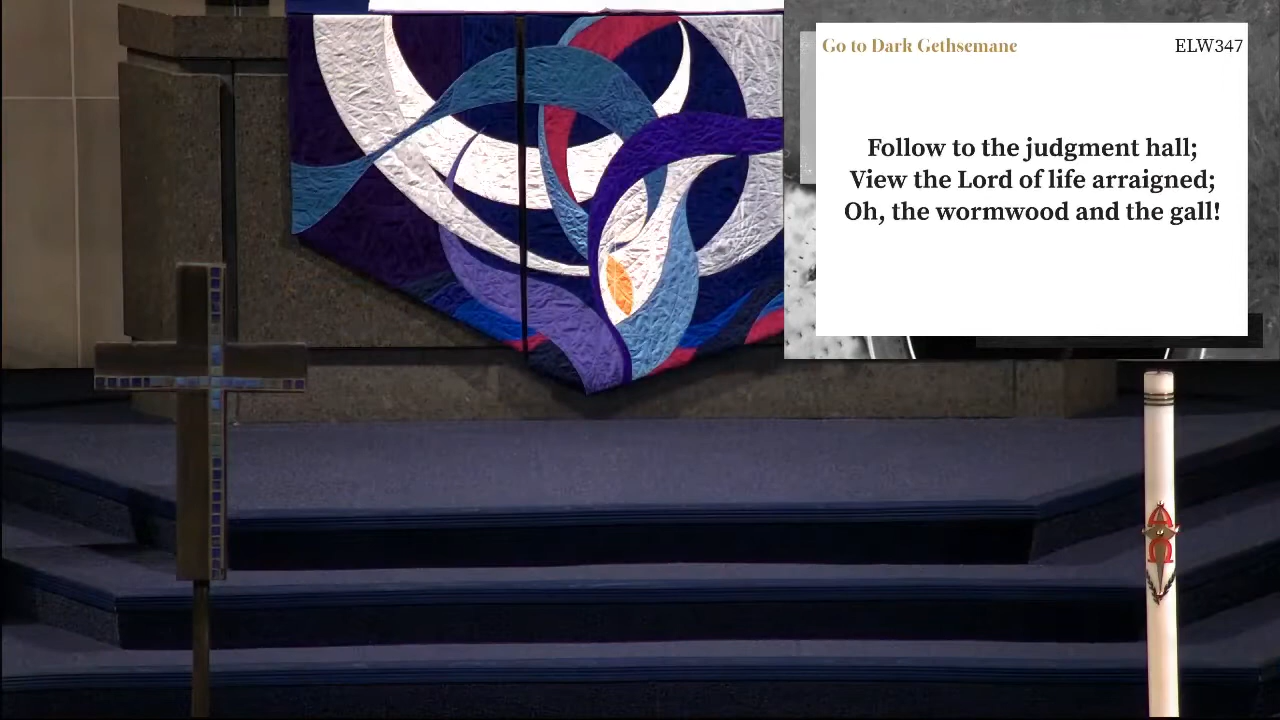 Go to Dark Gethsemane
ELW347
Follow to the judgment hall;
View the Lord of life arraigned;
Oh, the wormwood and the gall!
ΑΩ